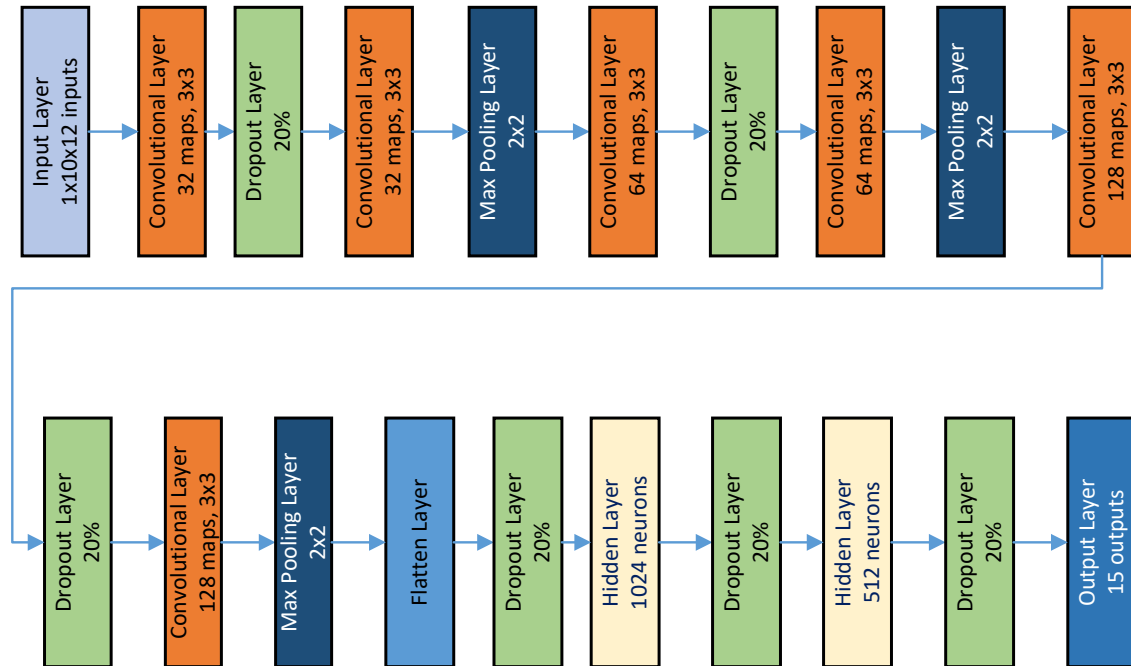 Input Layer
1x10x12 inputs
Convolutional Layer
32 maps, 3x3
Dropout Layer
20%
Convolutional Layer
32 maps, 3x3
Max Pooling Layer
2x2
Convolutional Layer
64 maps, 3x3
Dropout Layer
20%
Convolutional Layer
64 maps, 3x3
Max Pooling Layer
2x2
Convolutional Layer
128 maps, 3x3
Dropout Layer
20%
Convolutional Layer
128 maps, 3x3
Max Pooling Layer
2x2
Flatten Layer
Dropout Layer
20%
Hidden Layer
1024 neurons
Dropout Layer
20%
Hidden Layer
512 neurons
Dropout Layer
20%
Output Layer
15 outputs